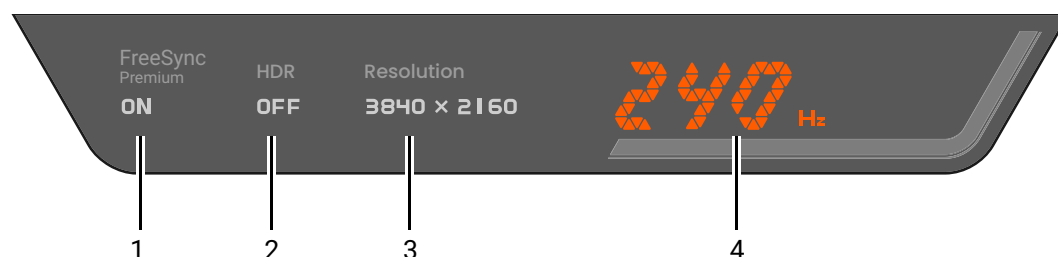 FreeSync
Premium
ON
HDR
OFF
Resolution
3840 × 2160
240 Hz
1 2 3 4